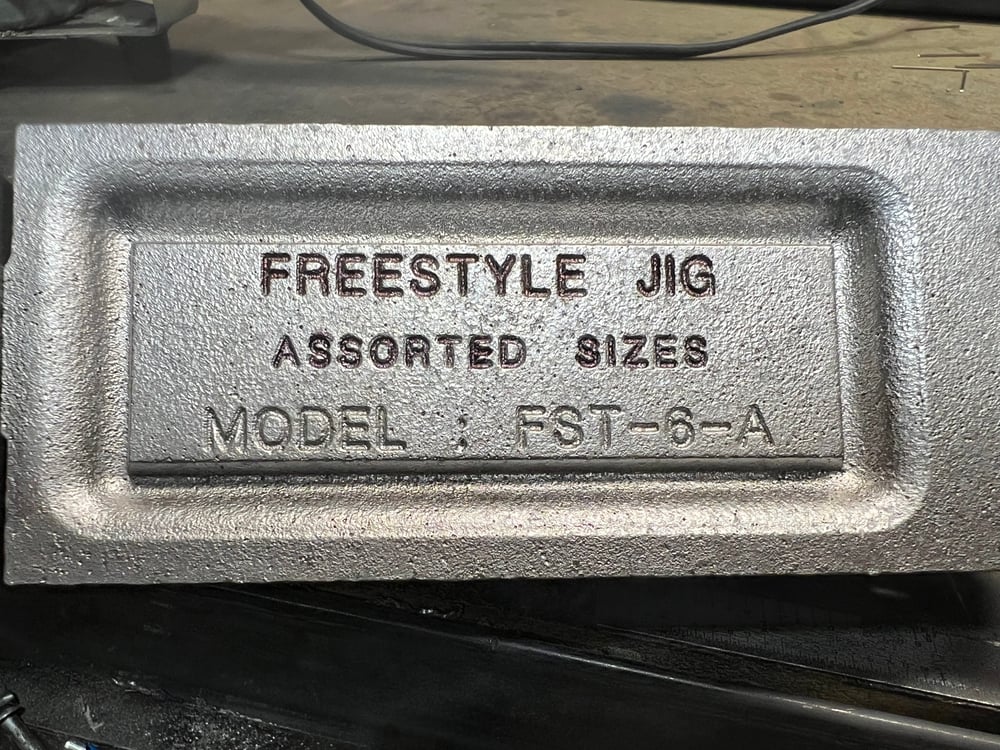 FREESTYLE JIG
ASSORTED SIZES
MODEL : FST-6-A